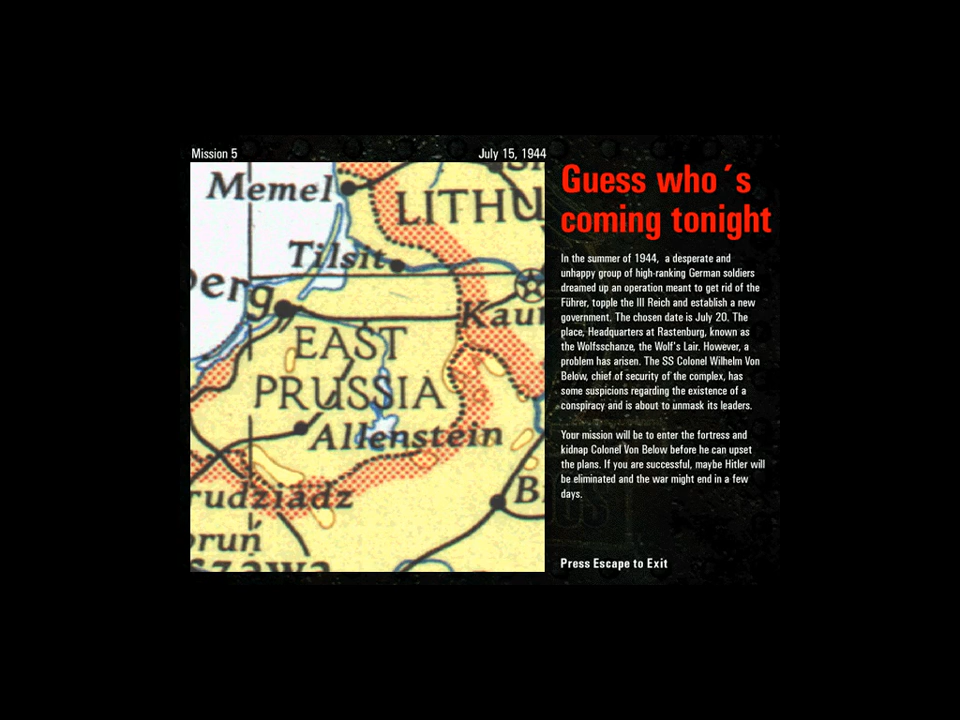 Mission 5
July 15, 1944
Memel
LITHU
Tilsit
berg
Kaun
EAST
PRUSSIA
Allenstein
rudziądz
B
oruń
szawa
Guess who´s
coming tonight
In the summer of 1944, a desperate and
unhappy group of high-ranking German soldiers
dreamed up an operation meant to get rid of the
Führer, topple the III Reich and establish a new
government. The chosen date is July 20. The
place, Headquarters at Rastenburg, known as
the Wolfsschanze, the Wolf's Lair. However, a
problem has arisen. The SS Colonel Wilhelm Von
Below, chief of security of the complex, has
some suspicions regarding the existence of a
conspiracy and is about to unmask its leaders.
Your mission will be to enter the fortress and
kidnap Colonel Von Below before he can upset
the plans. If you are successful, maybe Hitler will
be eliminated and the war might end in a few
days.
Press Escape to Exit